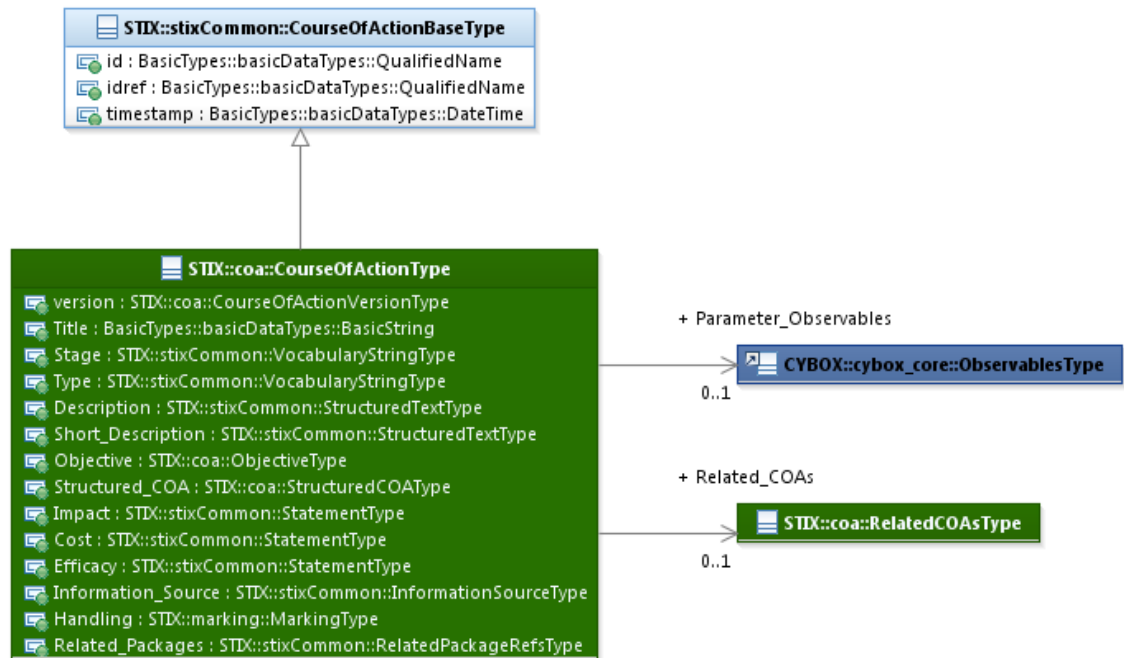 STIX::stixCommon::CourseOfActionBaseType
id : BasicTypes::basicDataTypes::QualifiedName
idref : BasicTypes::basicDataTypes::QualifiedName
timestamp : BasicTypes::basicDataTypes::DateTime
STIX::coa::CourseOfActionType
version : STIX::coa::CourseOfActionVersionType
Title : BasicTypes::basicDataTypes::BasicString
Stage : STIX::stixCommon::VocabularyStringType
Type : STIX::stixCommon::VocabularyStringType
Description : STIX::stixCommon::StructuredTextType
Short_Description : STIX::stixCommon::StructuredTextType
Objective : STIX::coa::ObjectiveType
Structured_COA : STIX::coa::StructuredCOAType
Impact : STIX::stixCommon::StatementType
Cost : STIX::stixCommon::StatementType
Efficacy : STIX::stixCommon::StatementType
Information_Source : STIX::stixCommon::InformationSourceType
Handling : STIX::marking::MarkingType
Related_Packages : STIX::stixCommon::RelatedPackageRefsType
+ Parameter_Observables
CYBOX::cybox_core::ObservablesType
0..1
+ Related_COAs
STIX::coa::RelatedCOAsType
0..1